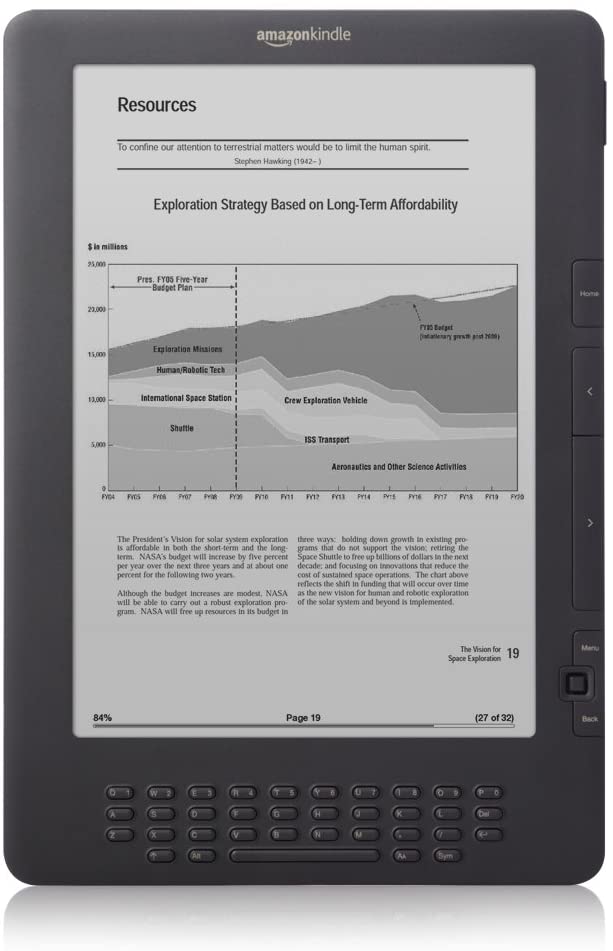 amazonkindle
Resources
To confine our attention to terrestrial matters would be to limit the human spirit.
Stephen Hawking (1942– )
Exploration Strategy Based on Long-Term Affordability
$ in millions
25,000
Pres. FY05 Five-Year
Budget Plan
20,000
FY05 Budget
(inflationary growth post 2009)
15,000
Exploration Missions
Human/Robotic Tech
10,000
International Space Station
Crew Exploration Vehicle
Shuttle
ISS Transport
5,000
Aeronautics and Other Science Activities
0
FY04 FY05 FY06 FY07 FY08 FY09 FY10 FY11 FY12 FY13 FY14 FY15 FY16 FY17 FY18 FY19 FY20
The President's Vision for solar system exploration
is affordable in both the short-term and the long-
term. NASA's budget will increase by five percent
per year over the next three years and at about one
percent for the following two years.
Although the budget increases are modest, NASA
will be able to carry out a robust exploration pro-
gram. NASA will free up resources in its budget in
three ways: holding down growth in existing pro-
grams that do not support the vision; retiring the
Space Shuttle to free up billions of dollars in the next
decade; and focusing on innovations that reduce the
cost of sustained space operations. The chart above
reflects the shift in funding that will occur over time
as the new vision for human and robotic exploration
of the solar system and beyond is implemented.
The Vision for
Space Exploration 19
84% Page 19 (27 of 32)
Home
<
>
Menu
Back
Q 1 W 2 E 3 R 4 T 5 Y 6 U 7 I 8 O 9 P 0
A S D F G H J K L Del
Z X C V B N M . /
Alt AA Sym